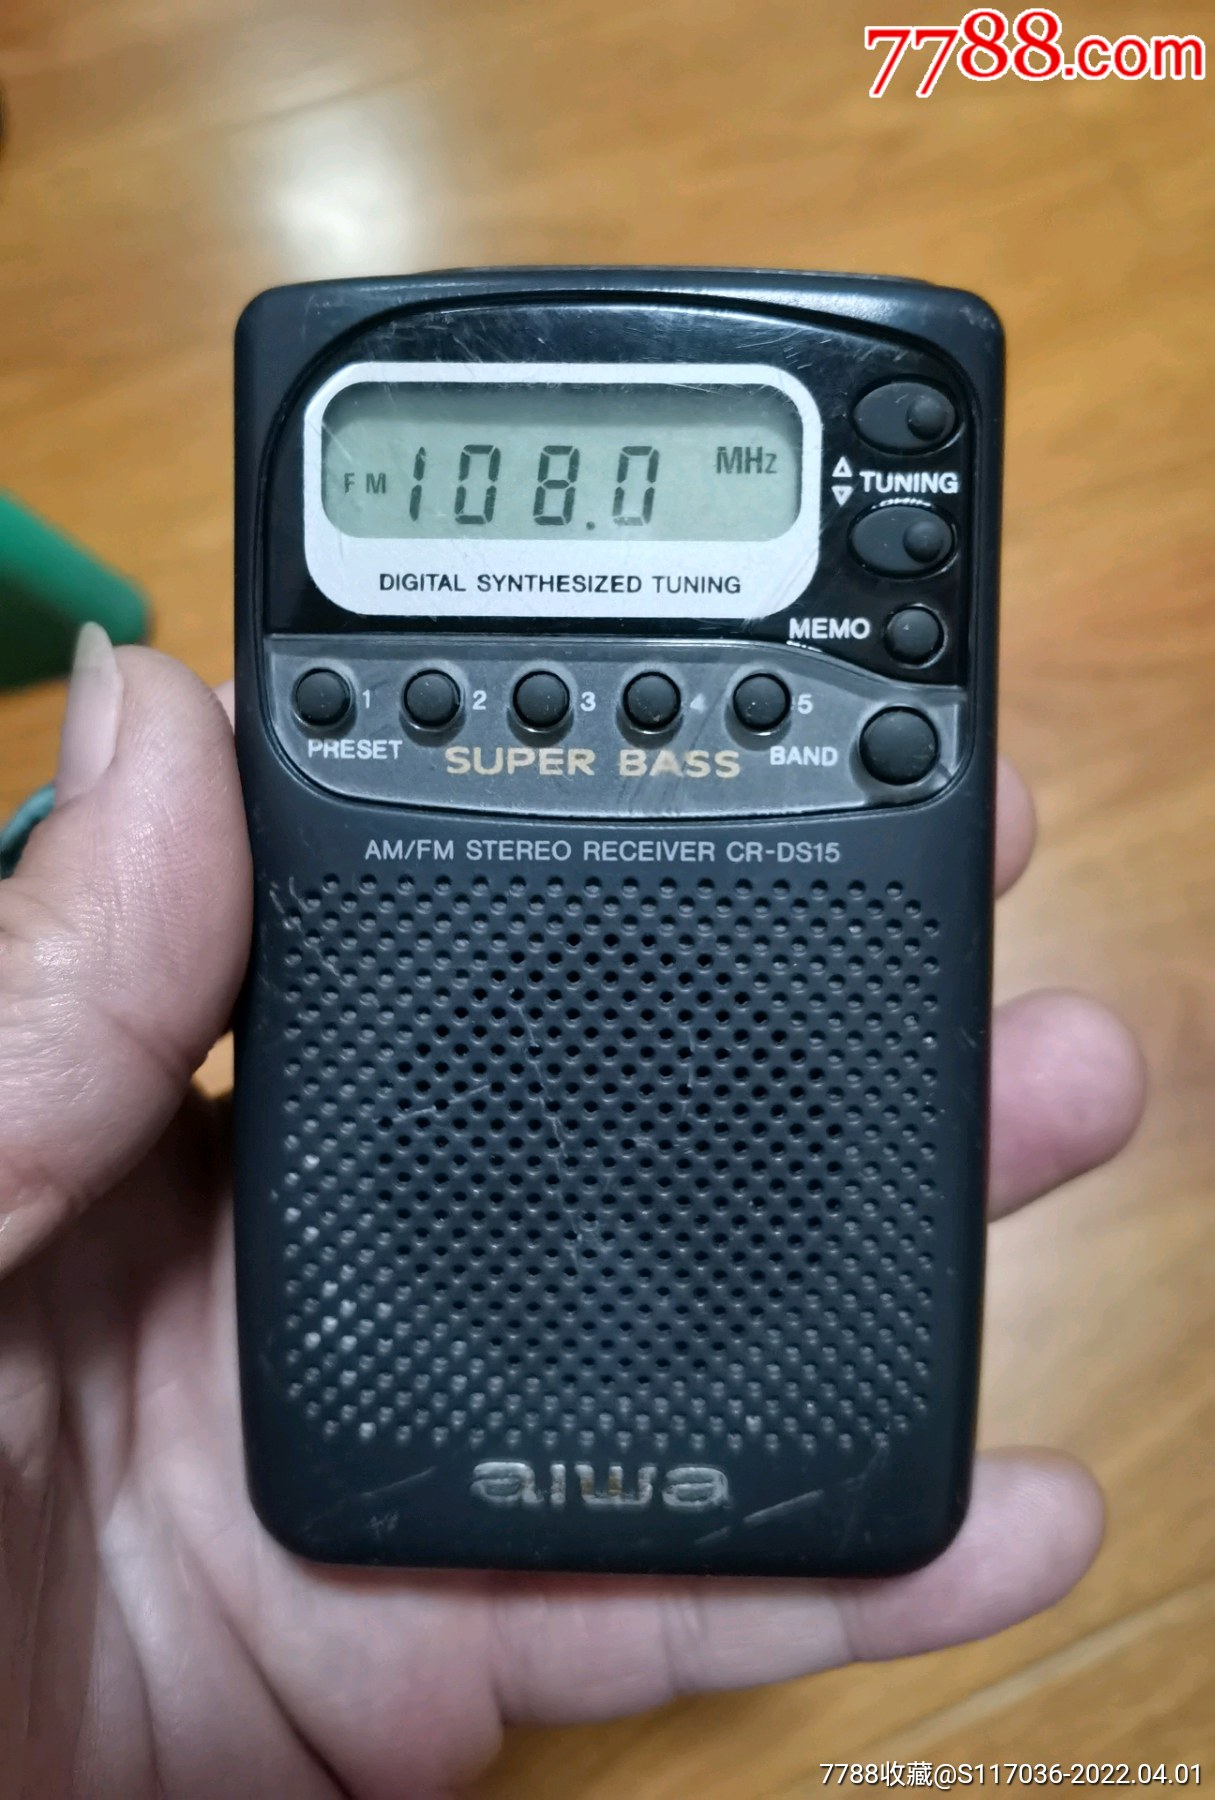 7788.com
FM 108.0 MHz
TUNING
DIGITAL SYNTHESIZED TUNING
MEMO
1 2 3 4 5
PRESET SUPER BASS BAND
AM/FM STEREO RECEIVER CR-DS15
aiwa
7788收藏@S117036-2022.04.01